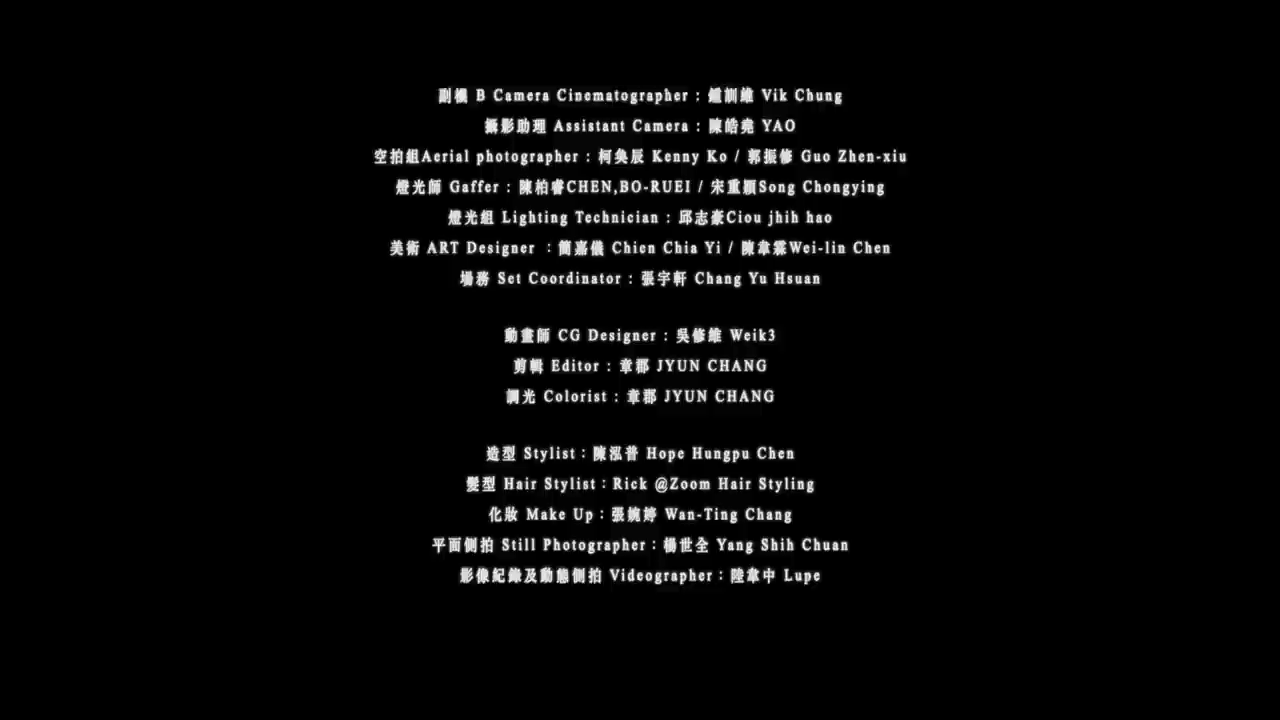 副機 B Camera Cinematographer : 鍾訓維 Vik Chung
攝影助理 Assistant Camera : 陳皓堯 YAO
空拍組Aerial photographer : 柯奐辰 Kenny Ko / 郭振修 Guo Zhen-xiu
燈光師 Gaffer : 陳柏睿CHEN,BO-RUEI / 宋重穎Song Chongying
燈光組 Lighting Technician : 邱志豪Ciou jhih hao
美術 ART Designer ：簡嘉儀 Chien Chia Yi / 陳韋霖Wei-lin Chen
場務 Set Coordinator : 張宇軒 Chang Yu Hsuan
動畫師 CG Designer : 吳修維 Weik3
剪輯 Editor : 章郡 JYUN CHANG
調光 Colorist : 章郡 JYUN CHANG
造型 Stylist：陳泓普 Hope Hungpu Chen
髮型 Hair Stylist：Rick @Zoom Hair Styling
化妝 Make Up：張婉婷 Wan-Ting Chang
平面側拍 Still Photographer：楊世全 Yang Shih Chuan
影像紀錄及動態側拍 Videographer：陸韋中 Lupe